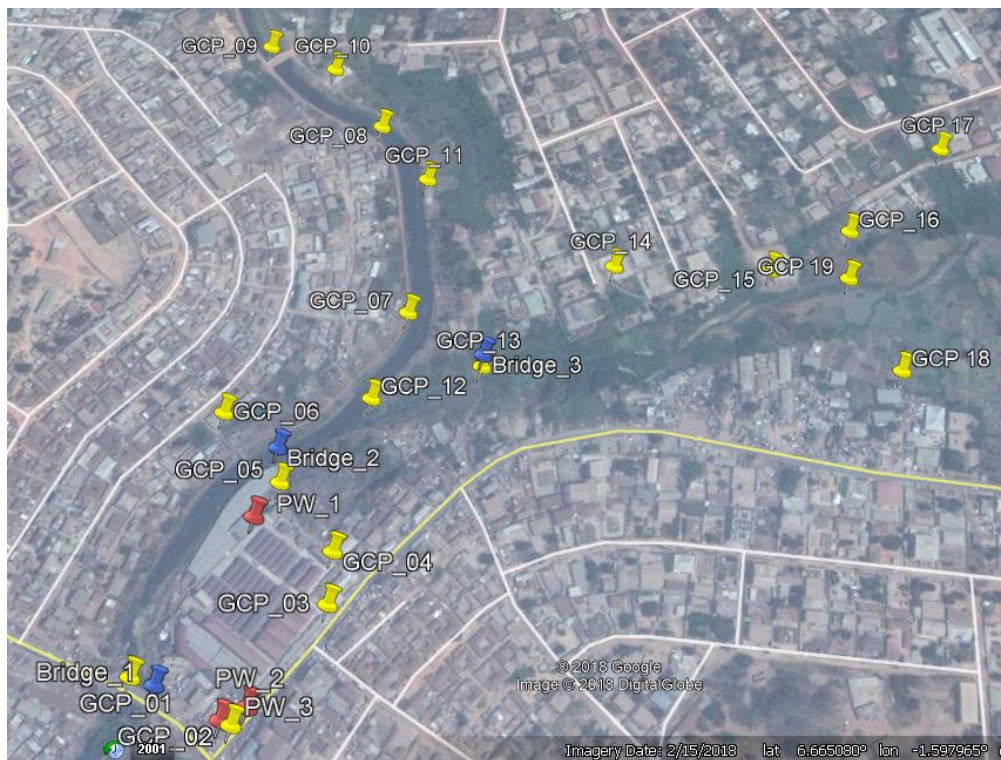 GCP_09
GCP_10
GCP_08
GCP_11
GCP 17
GCP_16
GCP_14
GCP_15
GCP 19
GCP_07
GCP_13
Bridge_3
GCP 18
GCP_12
GCP_06
Bridge_2
GCP_05
PW_1
GCP_04
GCP_03
© 2018 Google
Image © 2018 DigitalGlobe
Bridge_1
GCP_01
PW_2
PW_3
GCP_02
2001
Imagery Date: 2/15/2018 lat 6.665080° lon -1.597965°